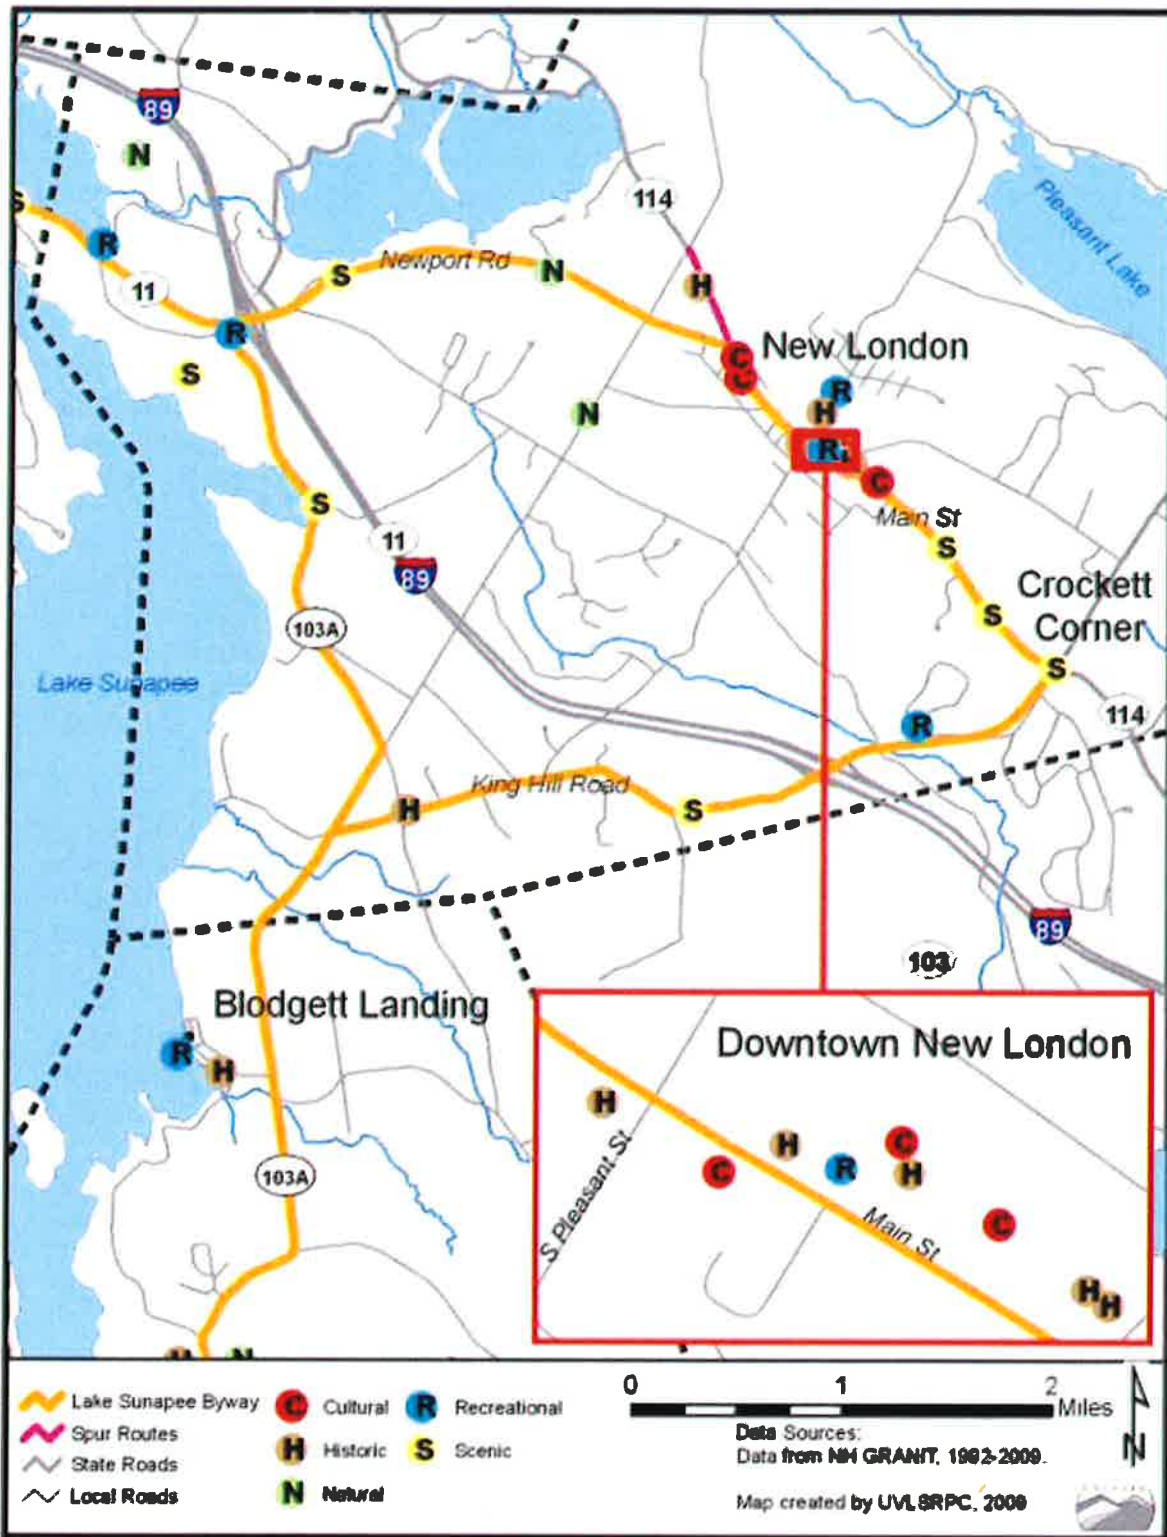 89
N
114
Pleasant Lake
S
R
11
Newport Rd
S
N
H
R
C
C
New London
S
R
N
H
R
C
S
Main St
11
S
89
Crockett
Corner
S
103A
S
Lake Sunapee
R
114
King Hill Road
H
S
89
103
Blodgett Landing
R
H
103A
Downtown New London
H
S Pleasant St
H
C
C
R
H
C
Main St
H
H
Lake Sunapee Byway
Spur Routes
State Roads
Local Roads
C Cultural
H Historic
N Natural
R Recreational
S Scenic
0 1 2
Miles
Data Sources:
Data from NH GRANIT, 1992-2009.
Map created by UVLSRPC, 2009
N